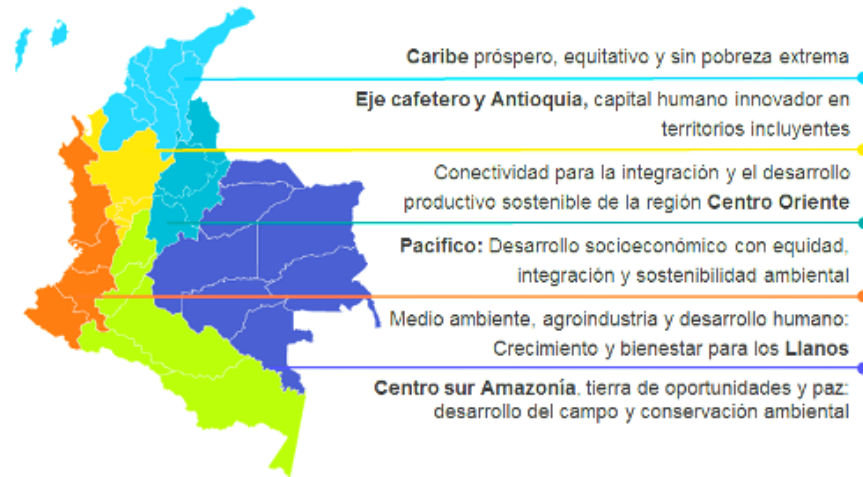 Caribe próspero, equitativo y sin pobreza extrema
Eje cafetero y Antioquia, capital humano innovador en
territorios incluyentes
Conectividad para la integración y el desarrollo
productivo sostenible de la región Centro Oriente
Pacífico: Desarrollo socioeconómico con equidad,
integración y sostenibilidad ambiental
Medio ambiente, agroindustria y desarrollo humano:
Crecimiento y bienestar para los Llanos
Centro sur Amazonía, tierra de oportunidades y paz:
desarrollo del campo y conservación ambiental